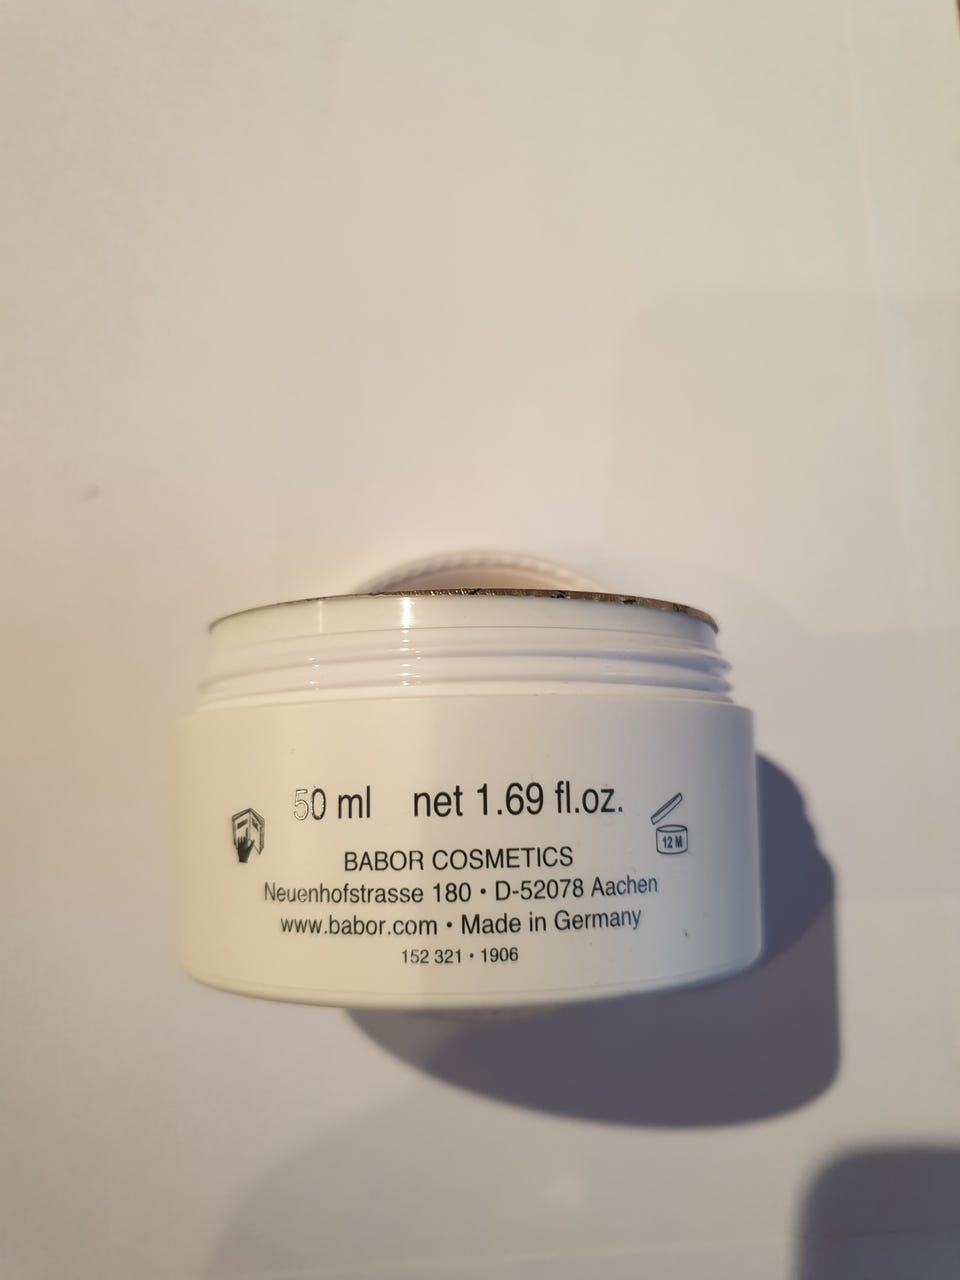 50 ml net 1.69 fl.oz.
12 M
BABOR COSMETICS
Neuenhofstrasse 180 • D-52078 Aachen
www.babor.com • Made in Germany
152 321 • 1906